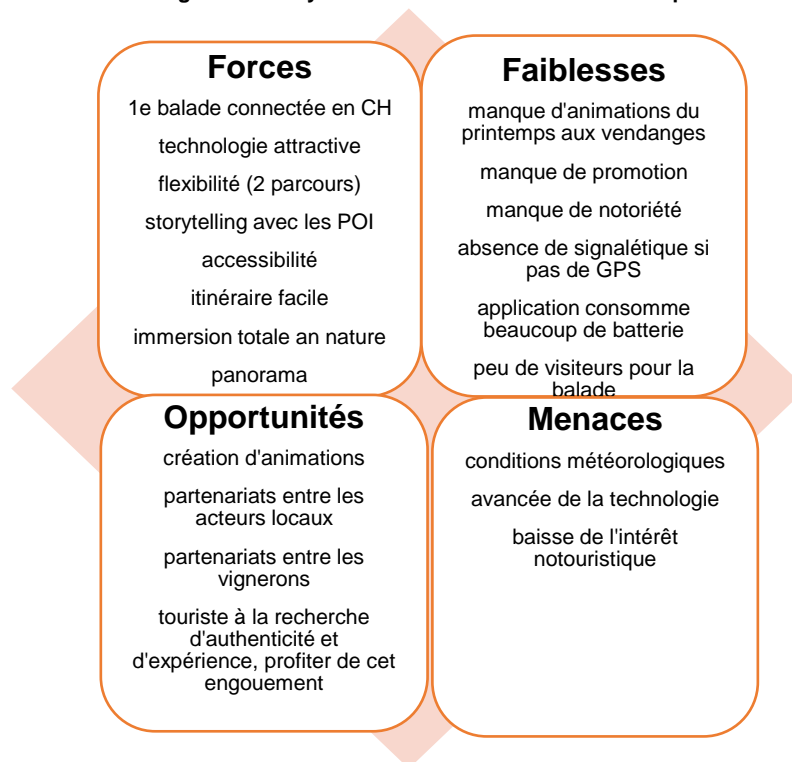 Forces
1e balade connectée en CH
technologie attractive
flexibilité (2 parcours)
storytelling avec les POI
accessibilité
itinéraire facile
immersion totale an nature
panorama
Faiblesses
manque d'animations du
printemps aux vendanges
manque de promotion
manque de notoriété
absence de signalétique si
pas de GPS
application consomme
beaucoup de batterie
peu de visiteurs pour la
balade
Opportunités
création d'animations
partenariats entre les
acteurs locaux
partenariats entre les
vignerons
touriste à la recherche
d'authenticité et
d'expérience, profiter de cet
engouement
Menaces
conditions météorologiques
avancée de la technologie
baisse de l'intérêt
notouristique